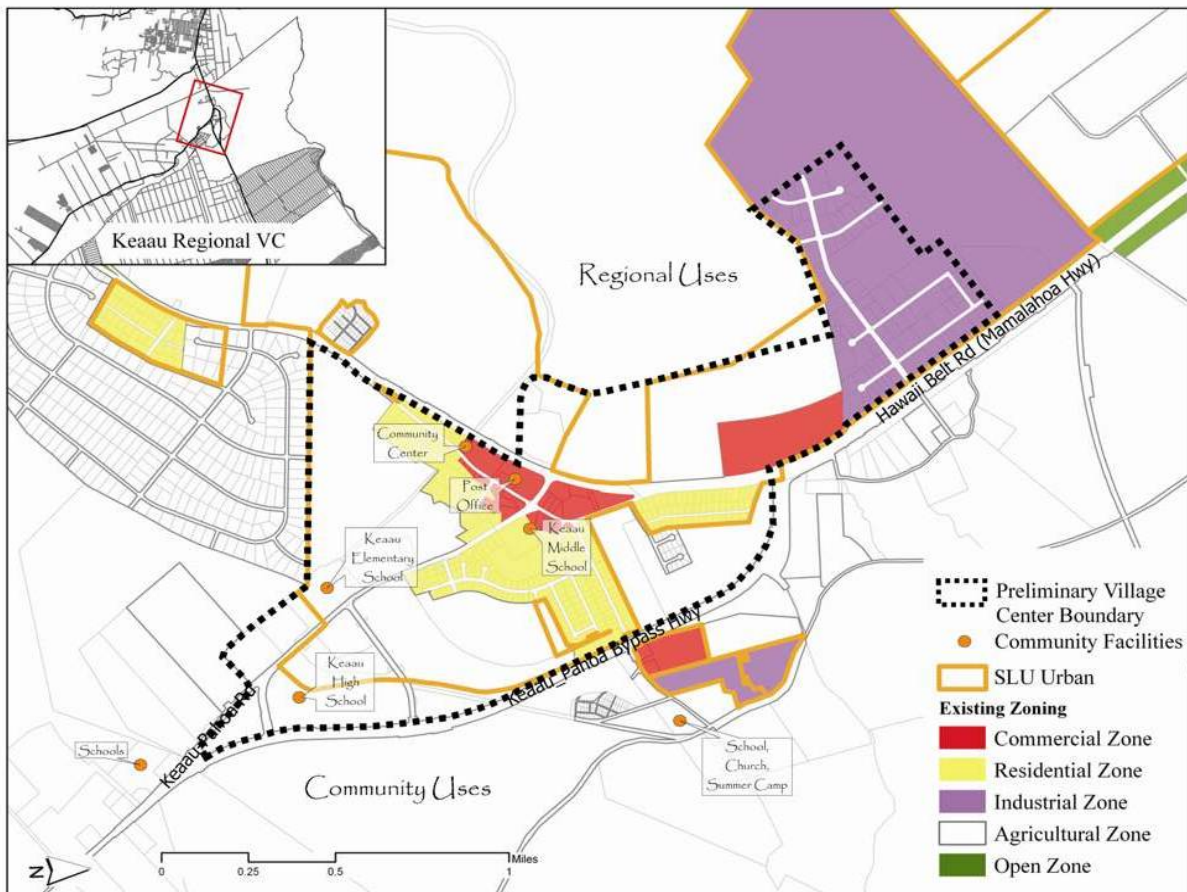 Keaau Regional VC
Regional Uses
Hawaii Belt Rd (Mamalahoa Hwy)
Community
Center
Post
Office
Keaau
Middle
School
Keaau
Elementary
School
Keaau
High
School
Keaau_Pahoa Bypass Hwy
Keaau-Pahoa Rd
Schools
School,
Church,
Summer Camp
Community Uses
Preliminary Village
Center Boundary
Community Facilities
SLU Urban
Existing Zoning
Commercial Zone
Residential Zone
Industrial Zone
Agricultural Zone
Open Zone
N
Miles
0 0.25 0.5 1